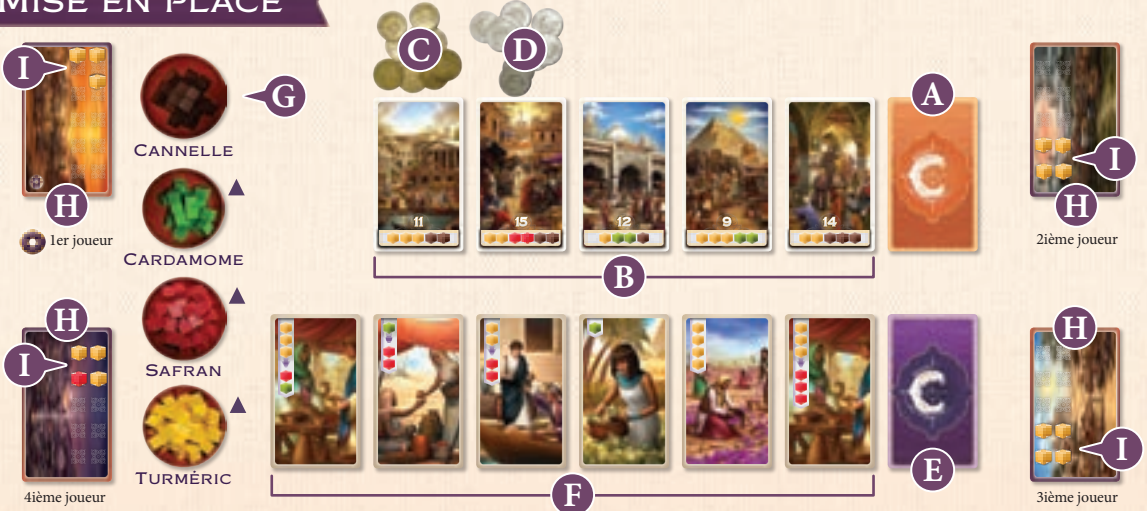 MISE EN PLACE
C
D
I
G
A
I
CANNELLE
H
H
11
15
12
9
14
1er joueur
2ième joueur
CARDAMOME
B
H
H
I
SAFRAN
I
TURMÉRIC
E
F
4ième joueur
3ième joueur